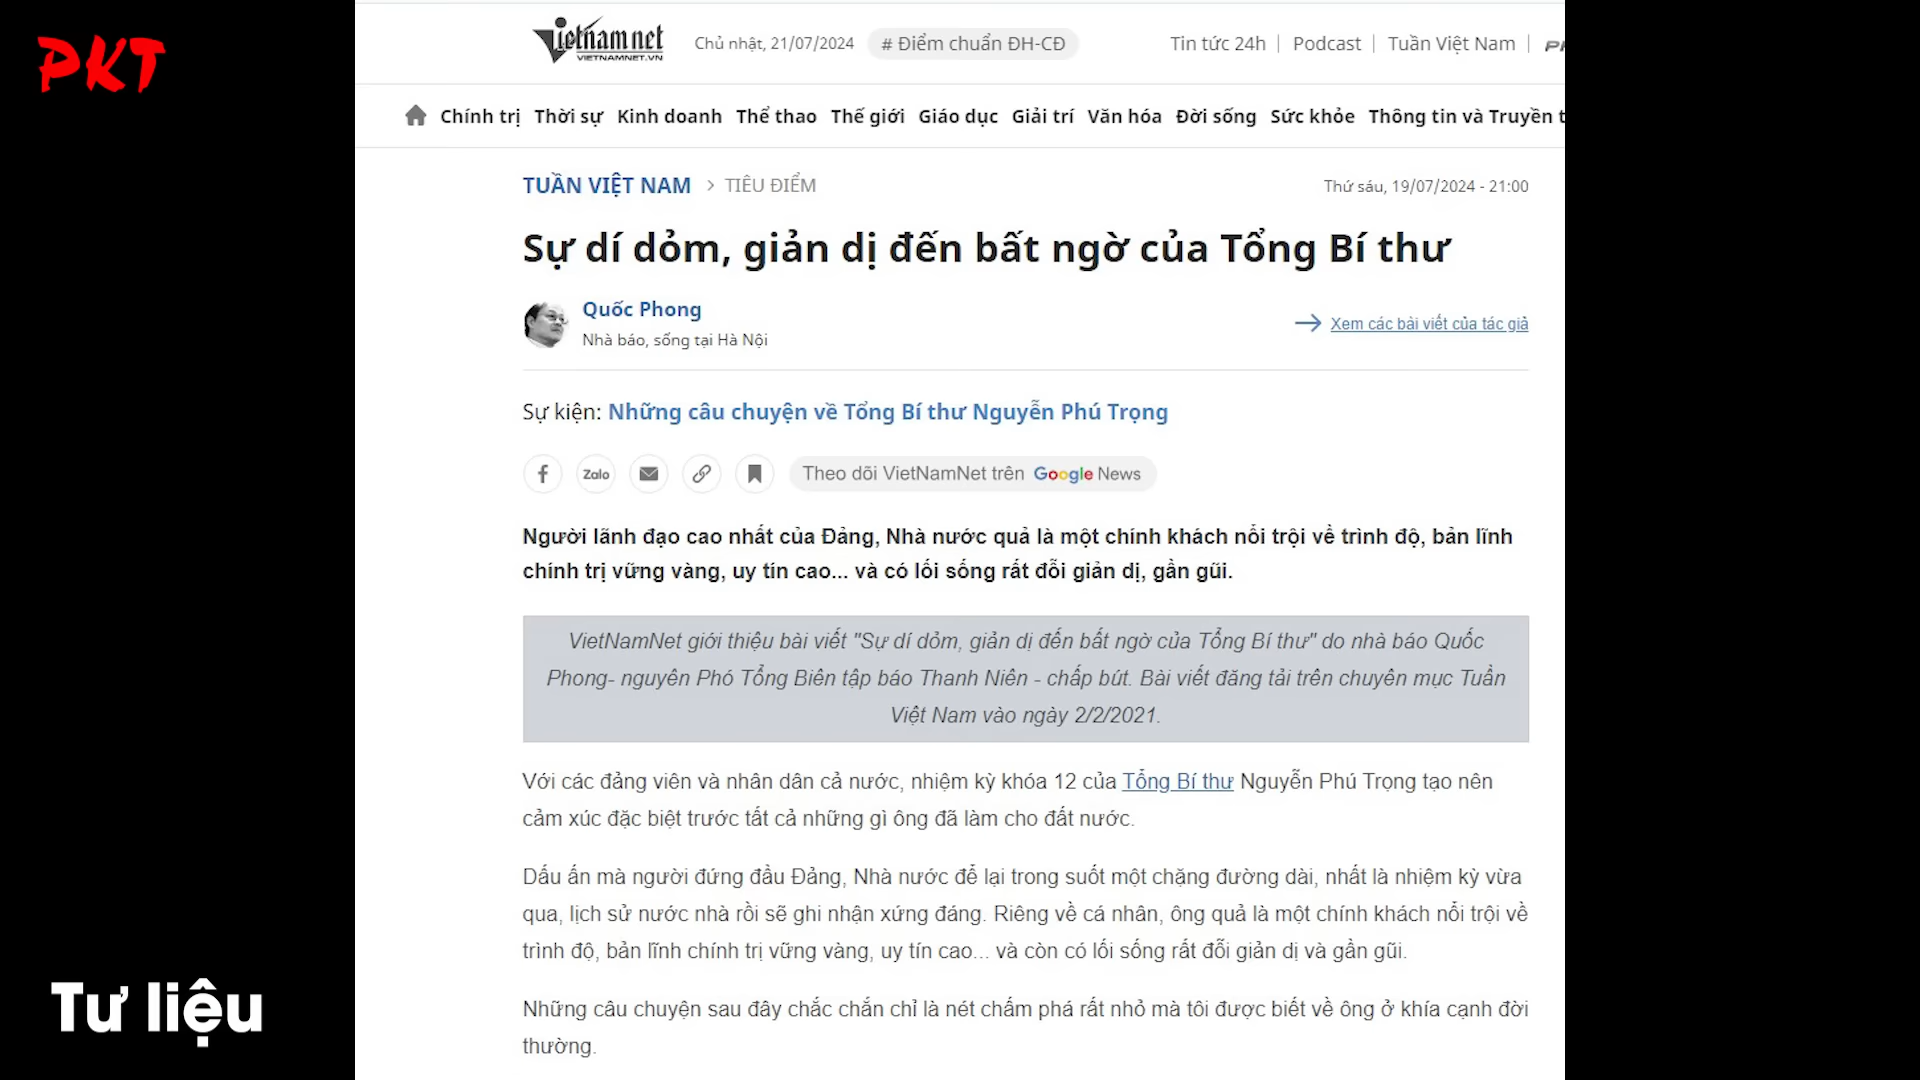 PKT
Vietnamnet
VIETNAMNET.VN
Chủ nhật, 21/07/2024
# Điểm chuẩn ĐH-CĐ
Tin tức 24h
Podcast
Tuần Việt Nam
Chính trị Thời sự Kinh doanh Thể thao Thế giới Giáo dục Giải trí Văn hóa Đời sống Sức khỏe Thông tin và Truyền t
TUẦN VIỆT NAM > TIÊU ĐIỂM
Thứ sáu, 19/07/2024 - 21:00
Sự dí dỏm, giản dị đến bất ngờ của Tổng Bí thư
Quốc Phong
Nhà báo, sống tại Hà Nội
Xem các bài viết của tác giả
Sự kiện: Những câu chuyện về Tổng Bí thư Nguyễn Phú Trọng
Zalo
Theo dõi VietNamNet trên Google News
Người lãnh đạo cao nhất của Đảng, Nhà nước quả là một chính khách nổi trội về trình độ, bản lĩnh
chính trị vững vàng, uy tín cao... và có lối sống rất đỗi giản dị, gần gũi.
VietNamNet giới thiệu bài viết "Sự dí dỏm, giản dị đến bất ngờ của Tổng Bí thư" do nhà báo Quốc
Phong- nguyên Phó Tổng Biên tập báo Thanh Niên - chấp bút. Bài viết đăng tải trên chuyên mục Tuần
Việt Nam vào ngày 2/2/2021.
Với các đảng viên và nhân dân cả nước, nhiệm kỳ khóa 12 của Tổng Bí thư Nguyễn Phú Trọng tạo nên
cảm xúc đặc biệt trước tất cả những gì ông đã làm cho đất nước.
Dấu ấn mà người đứng đầu Đảng, Nhà nước để lại trong suốt một chặng đường dài, nhất là nhiệm kỳ vừa
qua, lịch sử nước nhà rồi sẽ ghi nhận xứng đáng. Riêng về cá nhân, ông quả là một chính khách nổi trội về
trình độ, bản lĩnh chính trị vững vàng, uy tín cao... và còn có lối sống rất đỗi giản dị và gần gũi.
Những câu chuyện sau đây chắc chắn chỉ là nét chấm phá rất nhỏ mà tôi được biết về ông ở khía cạnh đời
thường.
Tư liệu